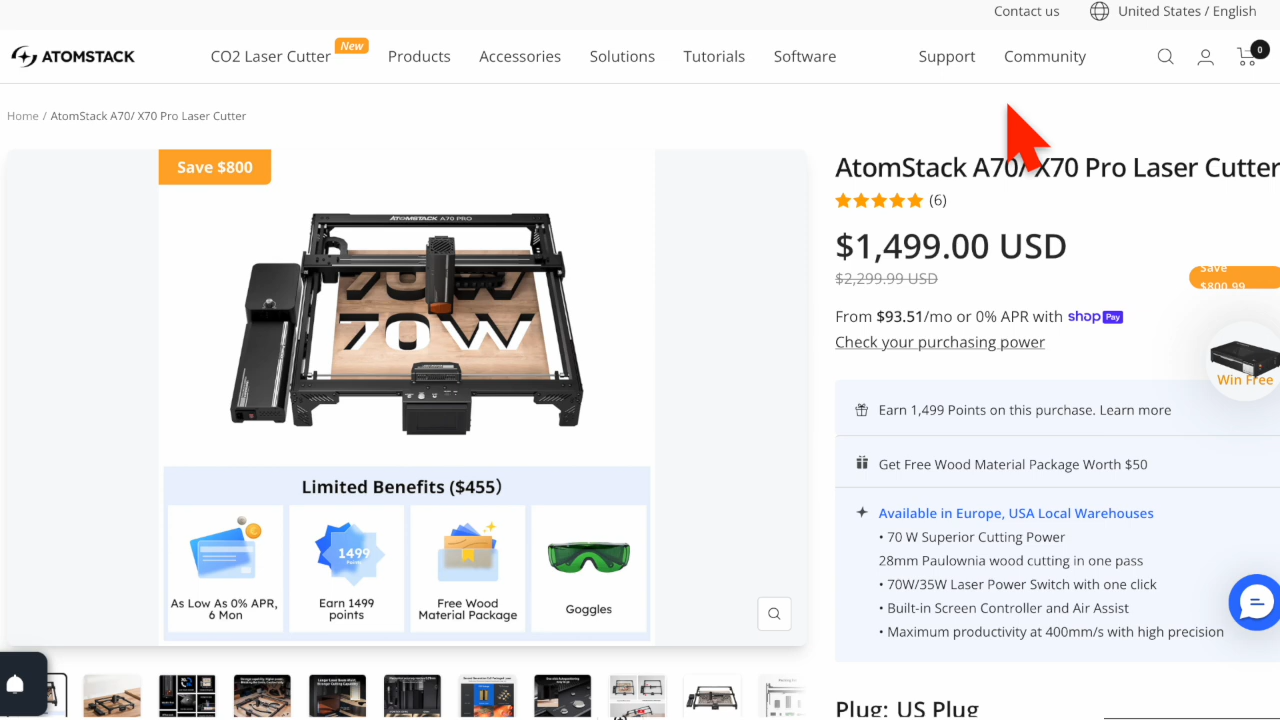 Contact us
United States / English
ATOMSTACK
CO2 Laser Cutter
New
Products
Accessories
Solutions
Tutorials
Software
Support
Community
0
Home / AtomStack A70/ X70 Pro Laser Cutter
Save $800
ATOMSTACK A70 PRO
70W
70W
Limited Benefits ($455)
As Low As 0% APR,
6 Mon
1499
Points
Earn 1499
points
Free Wood
Material Package
Goggles
AtomStack A70/ X70 Pro Laser Cutter
(6)
$1,499.00 USD
$2,299.99 USD
Save
$800.99
From $93.51/mo or 0% APR with shop Pay
Check your purchasing power
Win Free
Earn 1,499 Points on this purchase. Learn more
Get Free Wood Material Package Worth $50
Available in Europe, USA Local Warehouses
• 70 W Superior Cutting Power
28mm Paulownia wood cutting in one pass
• 70W/35W Laser Power Switch with one click
• Built-in Screen Controller and Air Assist
• Maximum productivity at 400mm/s with high precision
Plug: US Plug